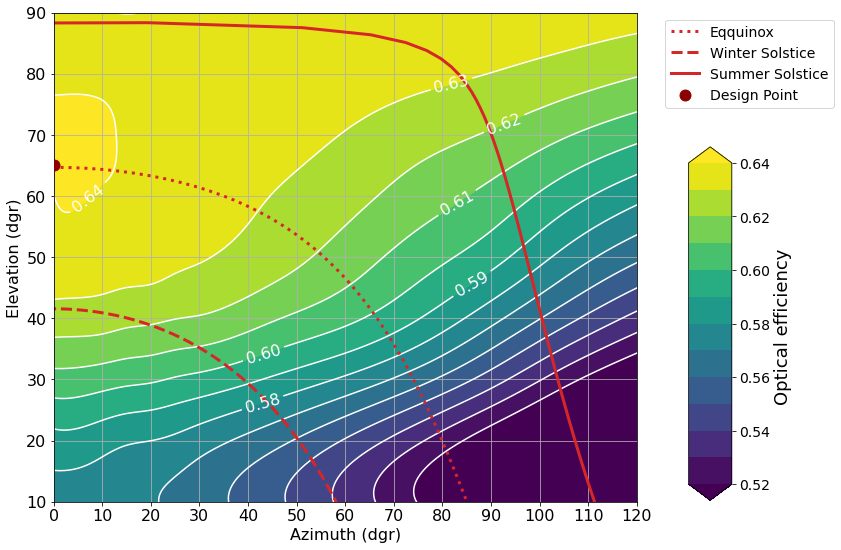 90
80
70
60
50
40
30
20
10
Elevation (dgr)
0 10 20 30 40 50 60 70 80 90 100 110 120
Azimuth (dgr)
0.63
0.62
0.64
0.61
0.59
0.60
0.58
Eqquinox
Winter Solstice
Summer Solstice
Design Point
0.64
0.62
0.60
0.58
0.56
0.54
0.52
Optical efficiency